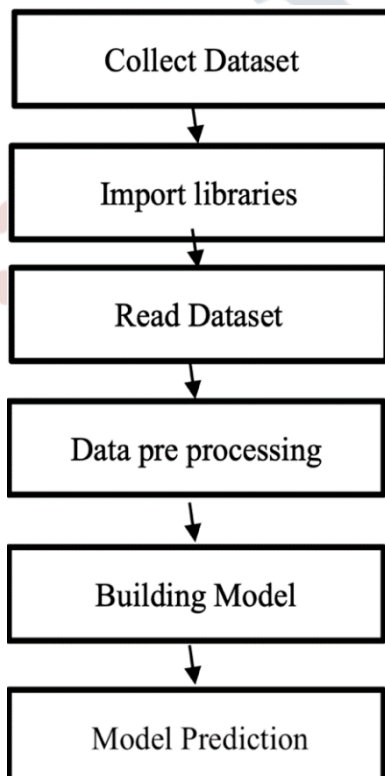 Collect Dataset
Import libraries
Read Dataset
Data pre processing
Building Model
Model Prediction